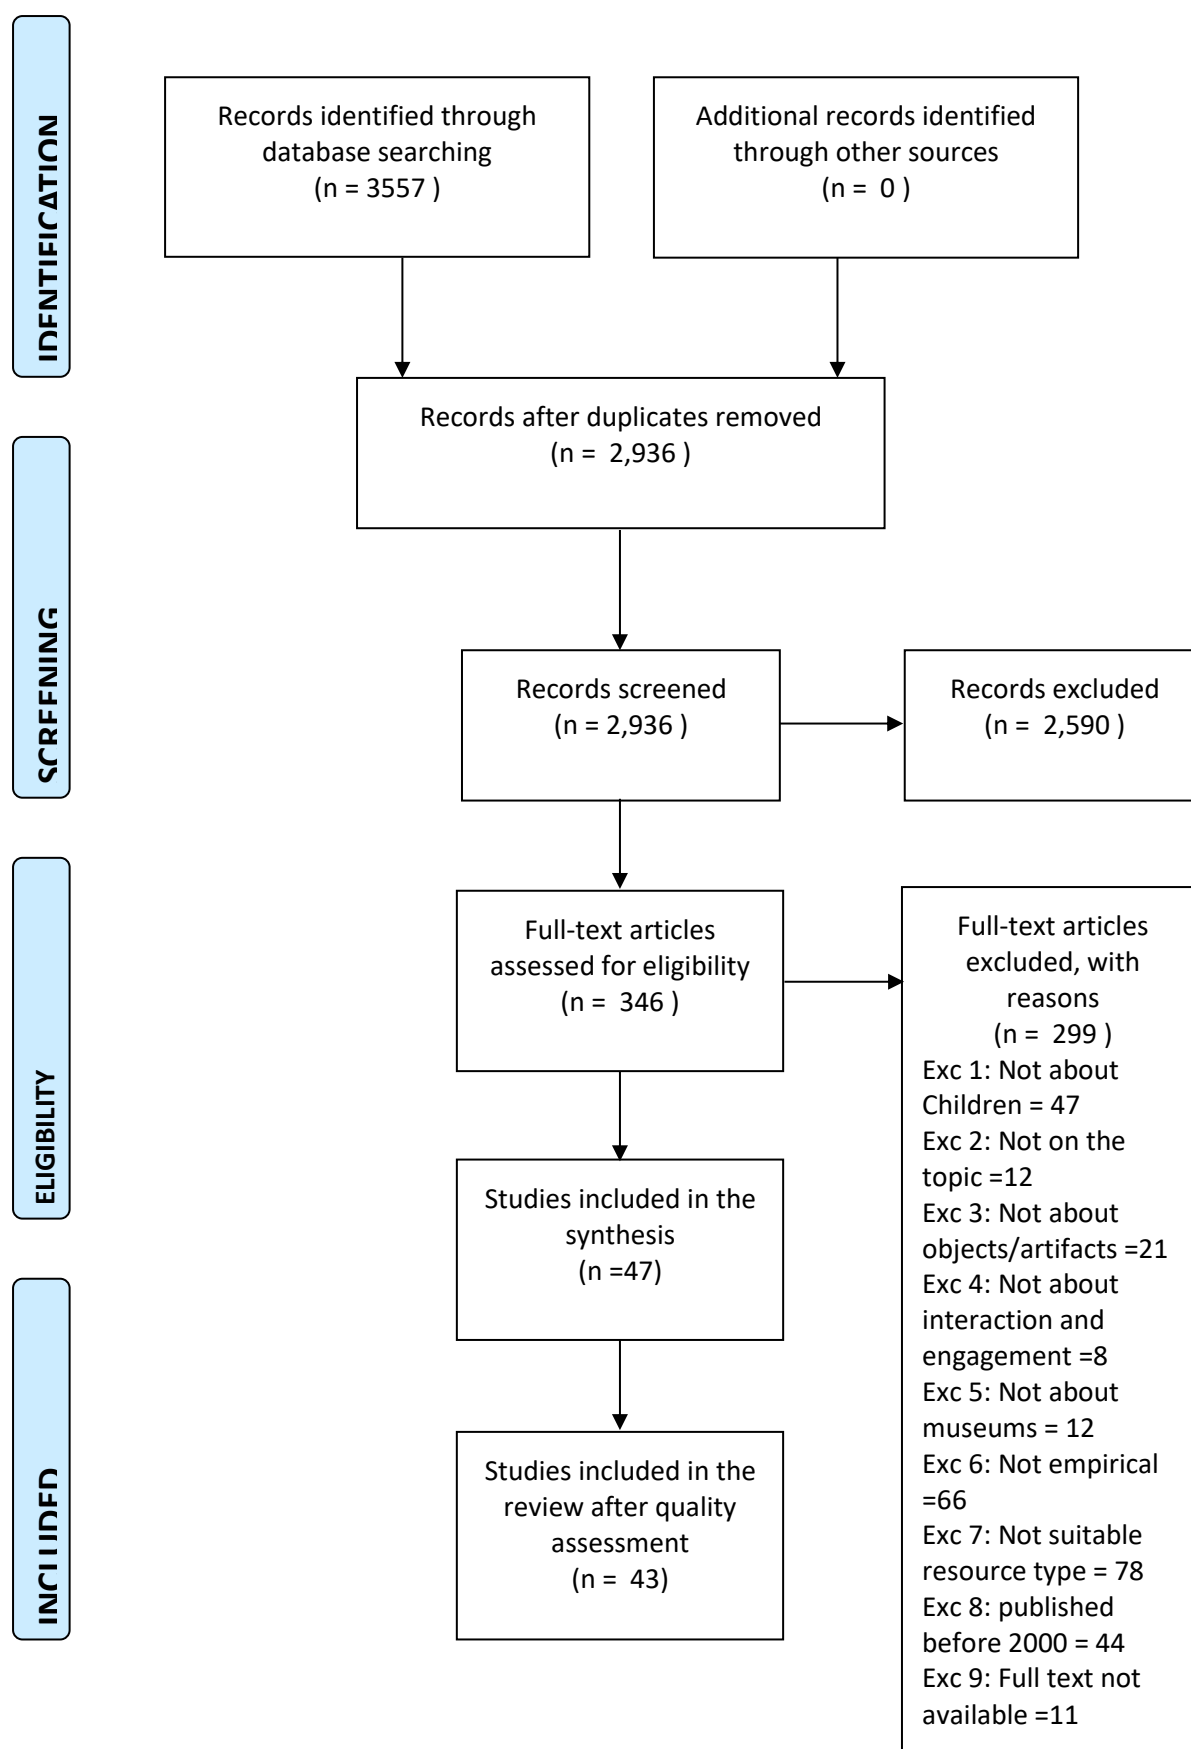 IDENTIFICATION
Records identified through
database searching
(n = 3557 )
Additional records identified
through other sources
(n =  0 )
Records after duplicates removed
(n =  2,936 )
SCREENING
Records screened
(n = 2,936 )
Records excluded
(n =  2,590 )
ELIGIBILITY
Full-text articles
assessed for eligibility
(n =  346 )
Full-text articles
excluded, with
reasons
(n =  299 )
Exc 1: Not about
Children = 47
Exc 2: Not on the
topic =12
Exc 3: Not about
objects/artifacts =21
Exc 4: Not about
interaction and
engagement =8
Exc 5: Not about
museums = 12
Exc 6: Not empirical
=66
Exc 7: Not suitable
resource type = 78
Exc 8: published
before 2000 = 44
Exc 9: Full text not
available =11
Studies included in the
synthesis
(n =47)
INCLUDED
Studies included in the
review after quality
assessment
(n =  43)